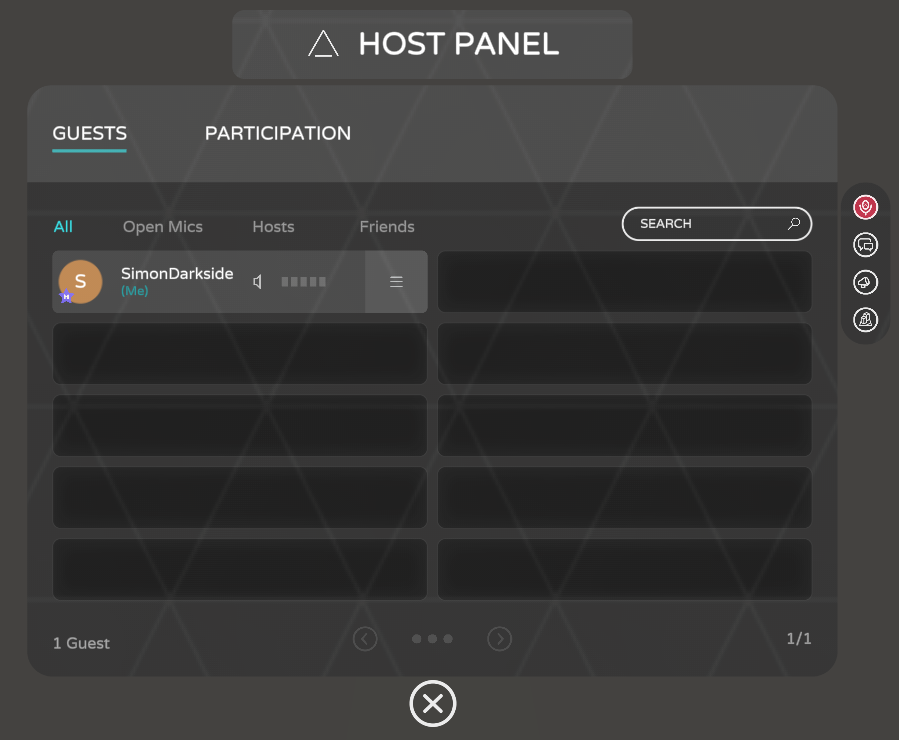 HOST PANEL
GUESTS PARTICIPATION
All Open Mics Hosts Friends SEARCH
S SimonDarkside
H (Me)
1 Guest 1/1